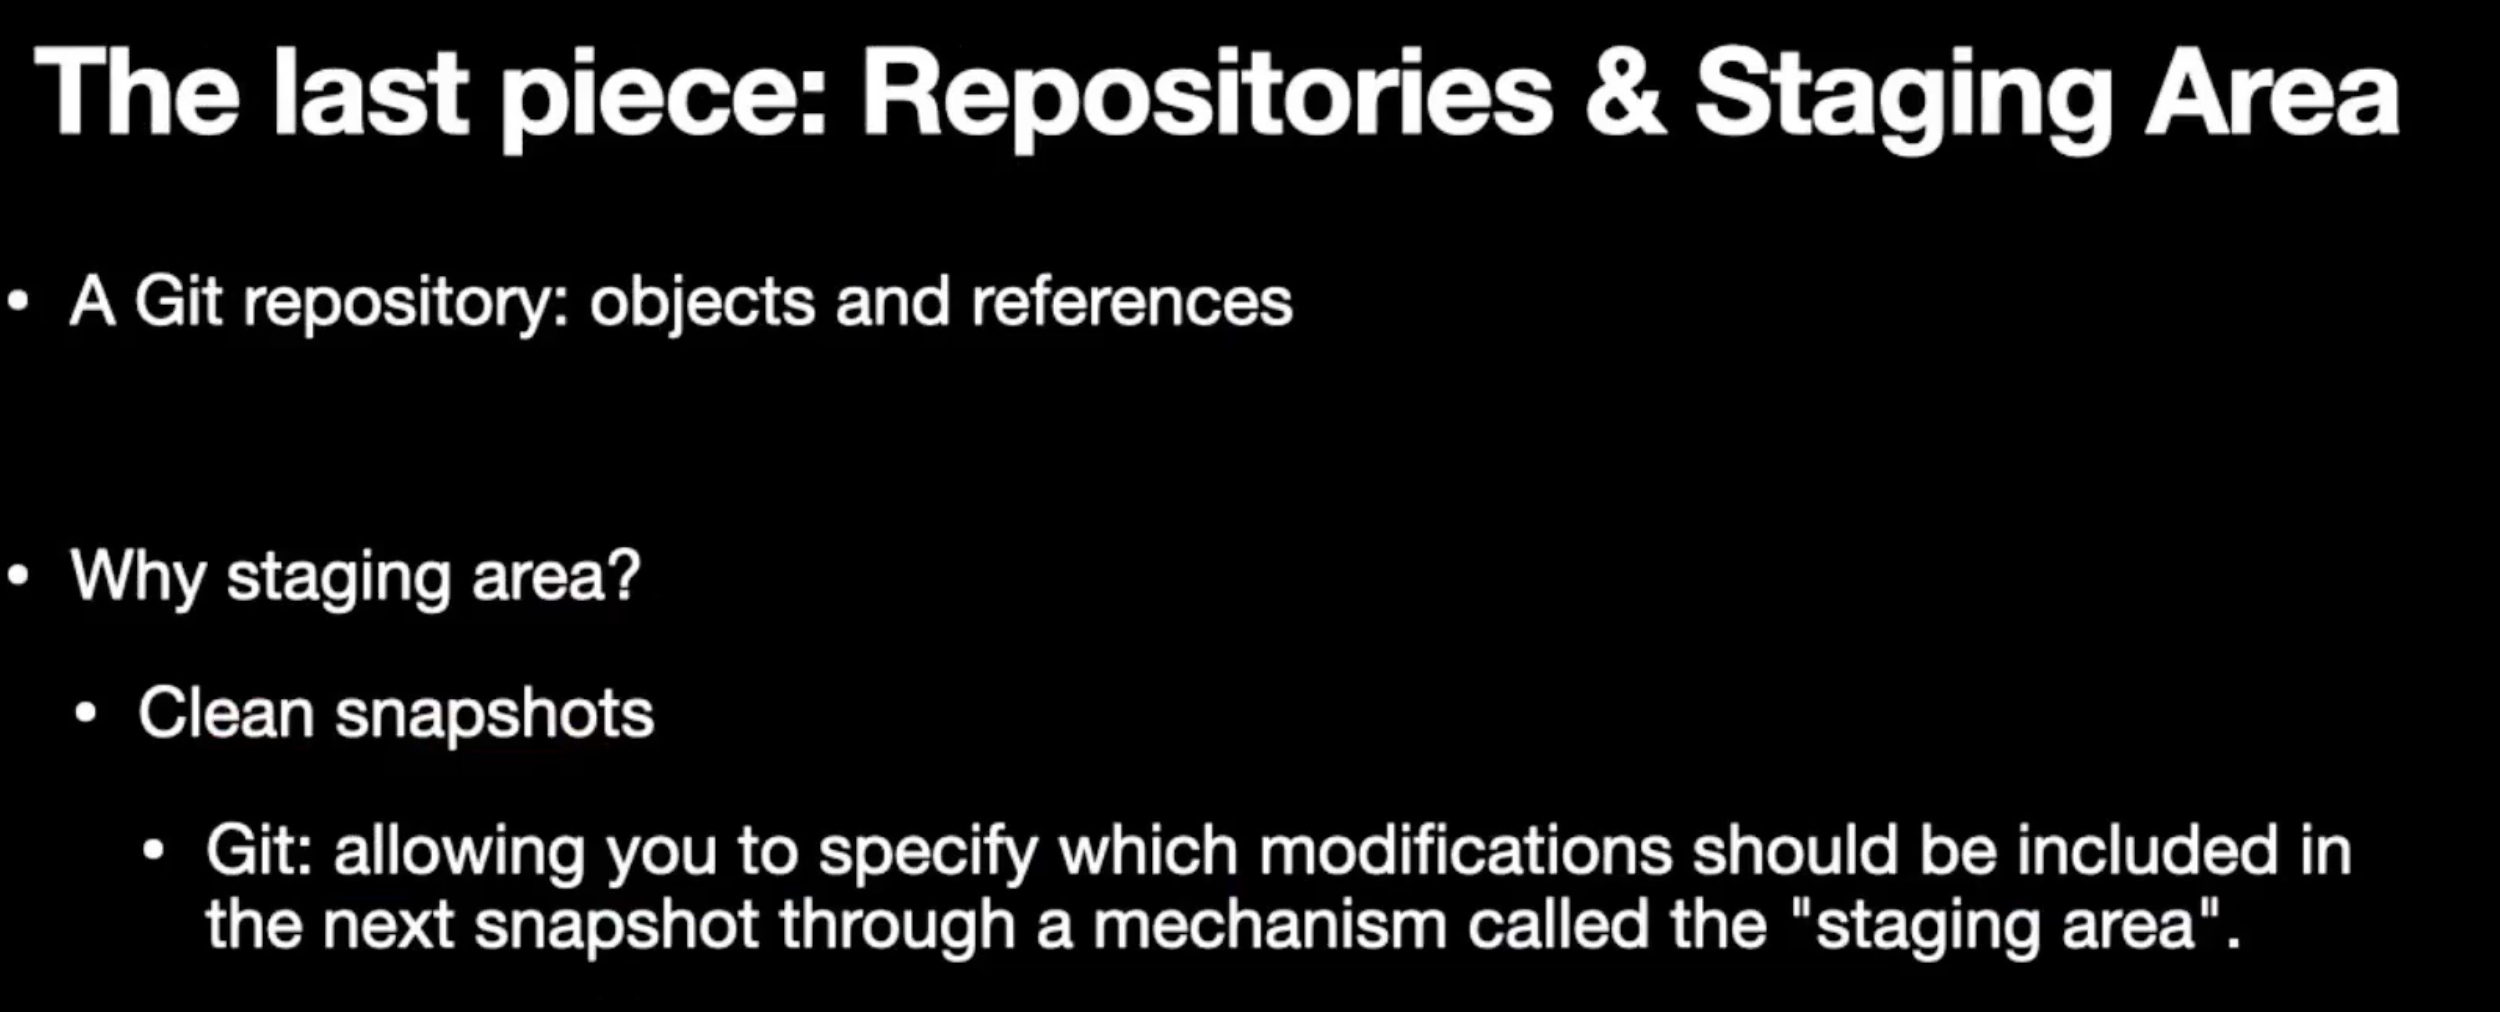 The last piece: Repositories & Staging Area
• A Git repository: objects and references
• Why staging area?
• Clean snapshots
• Git: allowing you to specify which modifications should be included in
the next snapshot through a mechanism called the "staging area".